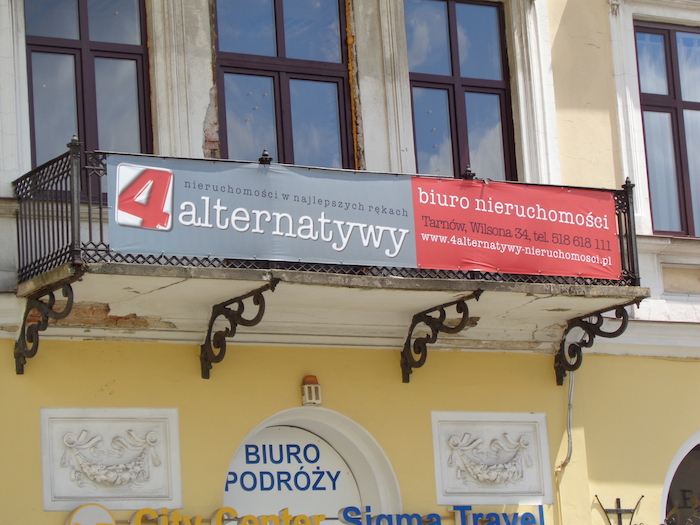 nieruchomości w najlepszych rękach
4 alternatywy
biuro nieruchomości
Tarnów, Wilsona 34, tel. 518 618 111
www.4alternatywy-nieruchomosci.pl
BIURO
PODRÓŻY
City Center Sigma Travel